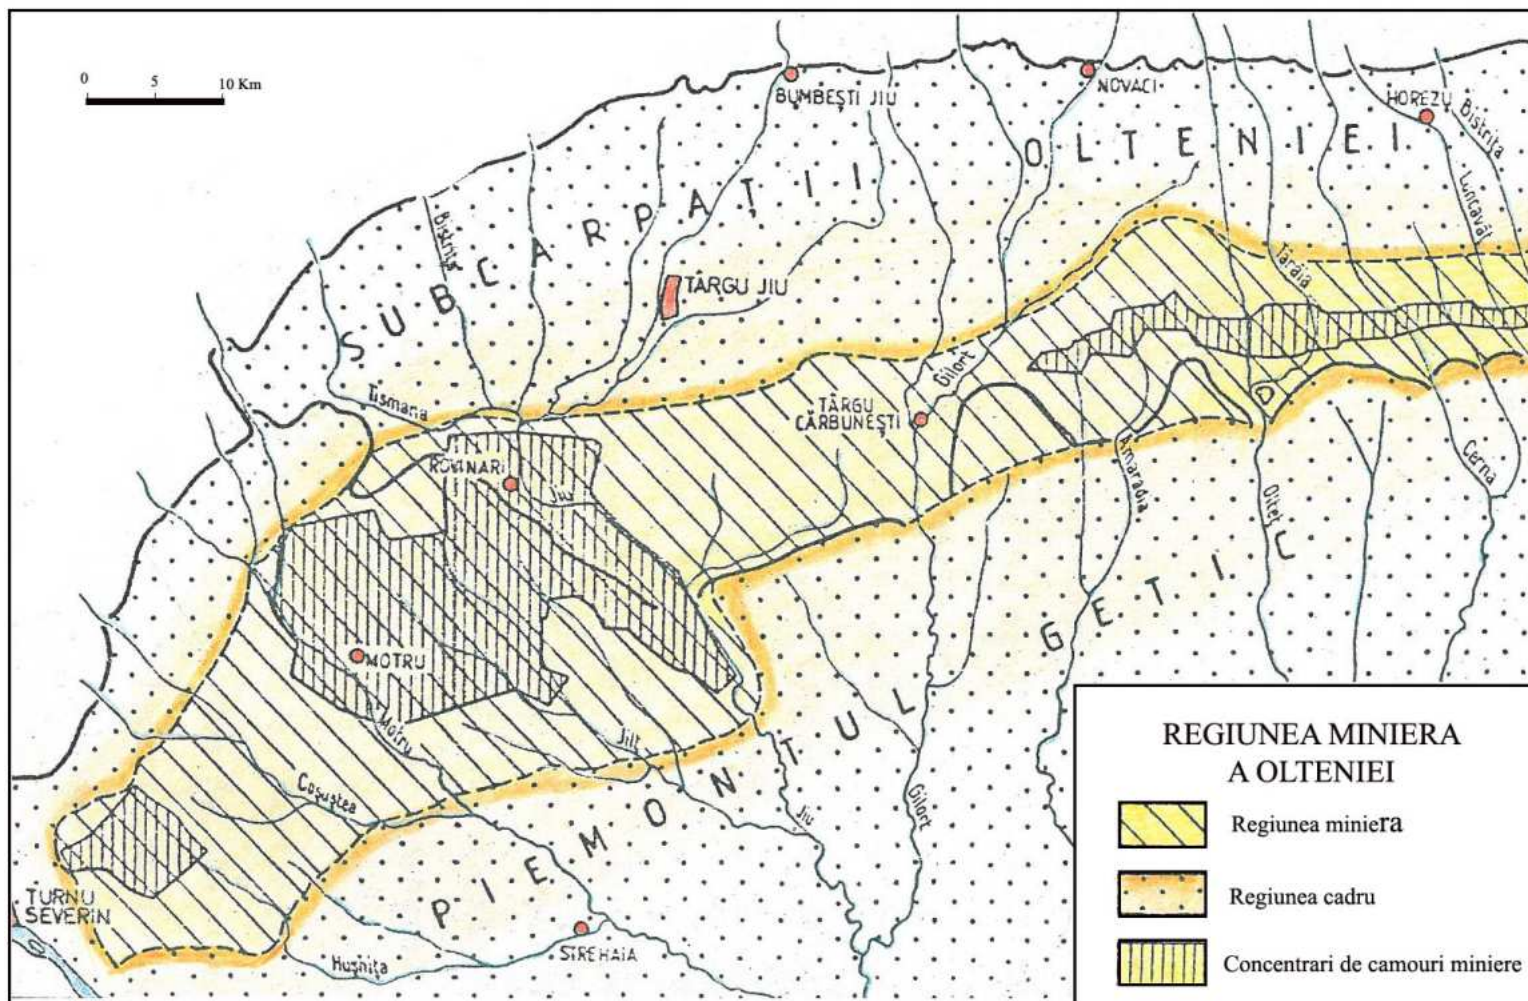 0 5 10 Km
BUMBEȘTI JIU
NOVACI
HOREZU
Bistrița
SUBCARPAȚII OLTENIEI
Bistrița
Luncavăț
TÂRGU JIU
Tărâia
Tismana
Gilort
TÂRGU
CĂRBUNEȘTI
ROVINARI
Jiu
Amaradia
Olteț
Cerna
MOTRU
Motru
Jilț
Coșuștea
Jiu
Gilort
PIEMONTUL GETIC
TURNU
SEVERIN
Hușnița
STREHAIA
REGIUNEA MINIERA
A OLTENIEI
Regiunea miniera
Regiunea cadru
Concentrari de camouri miniere